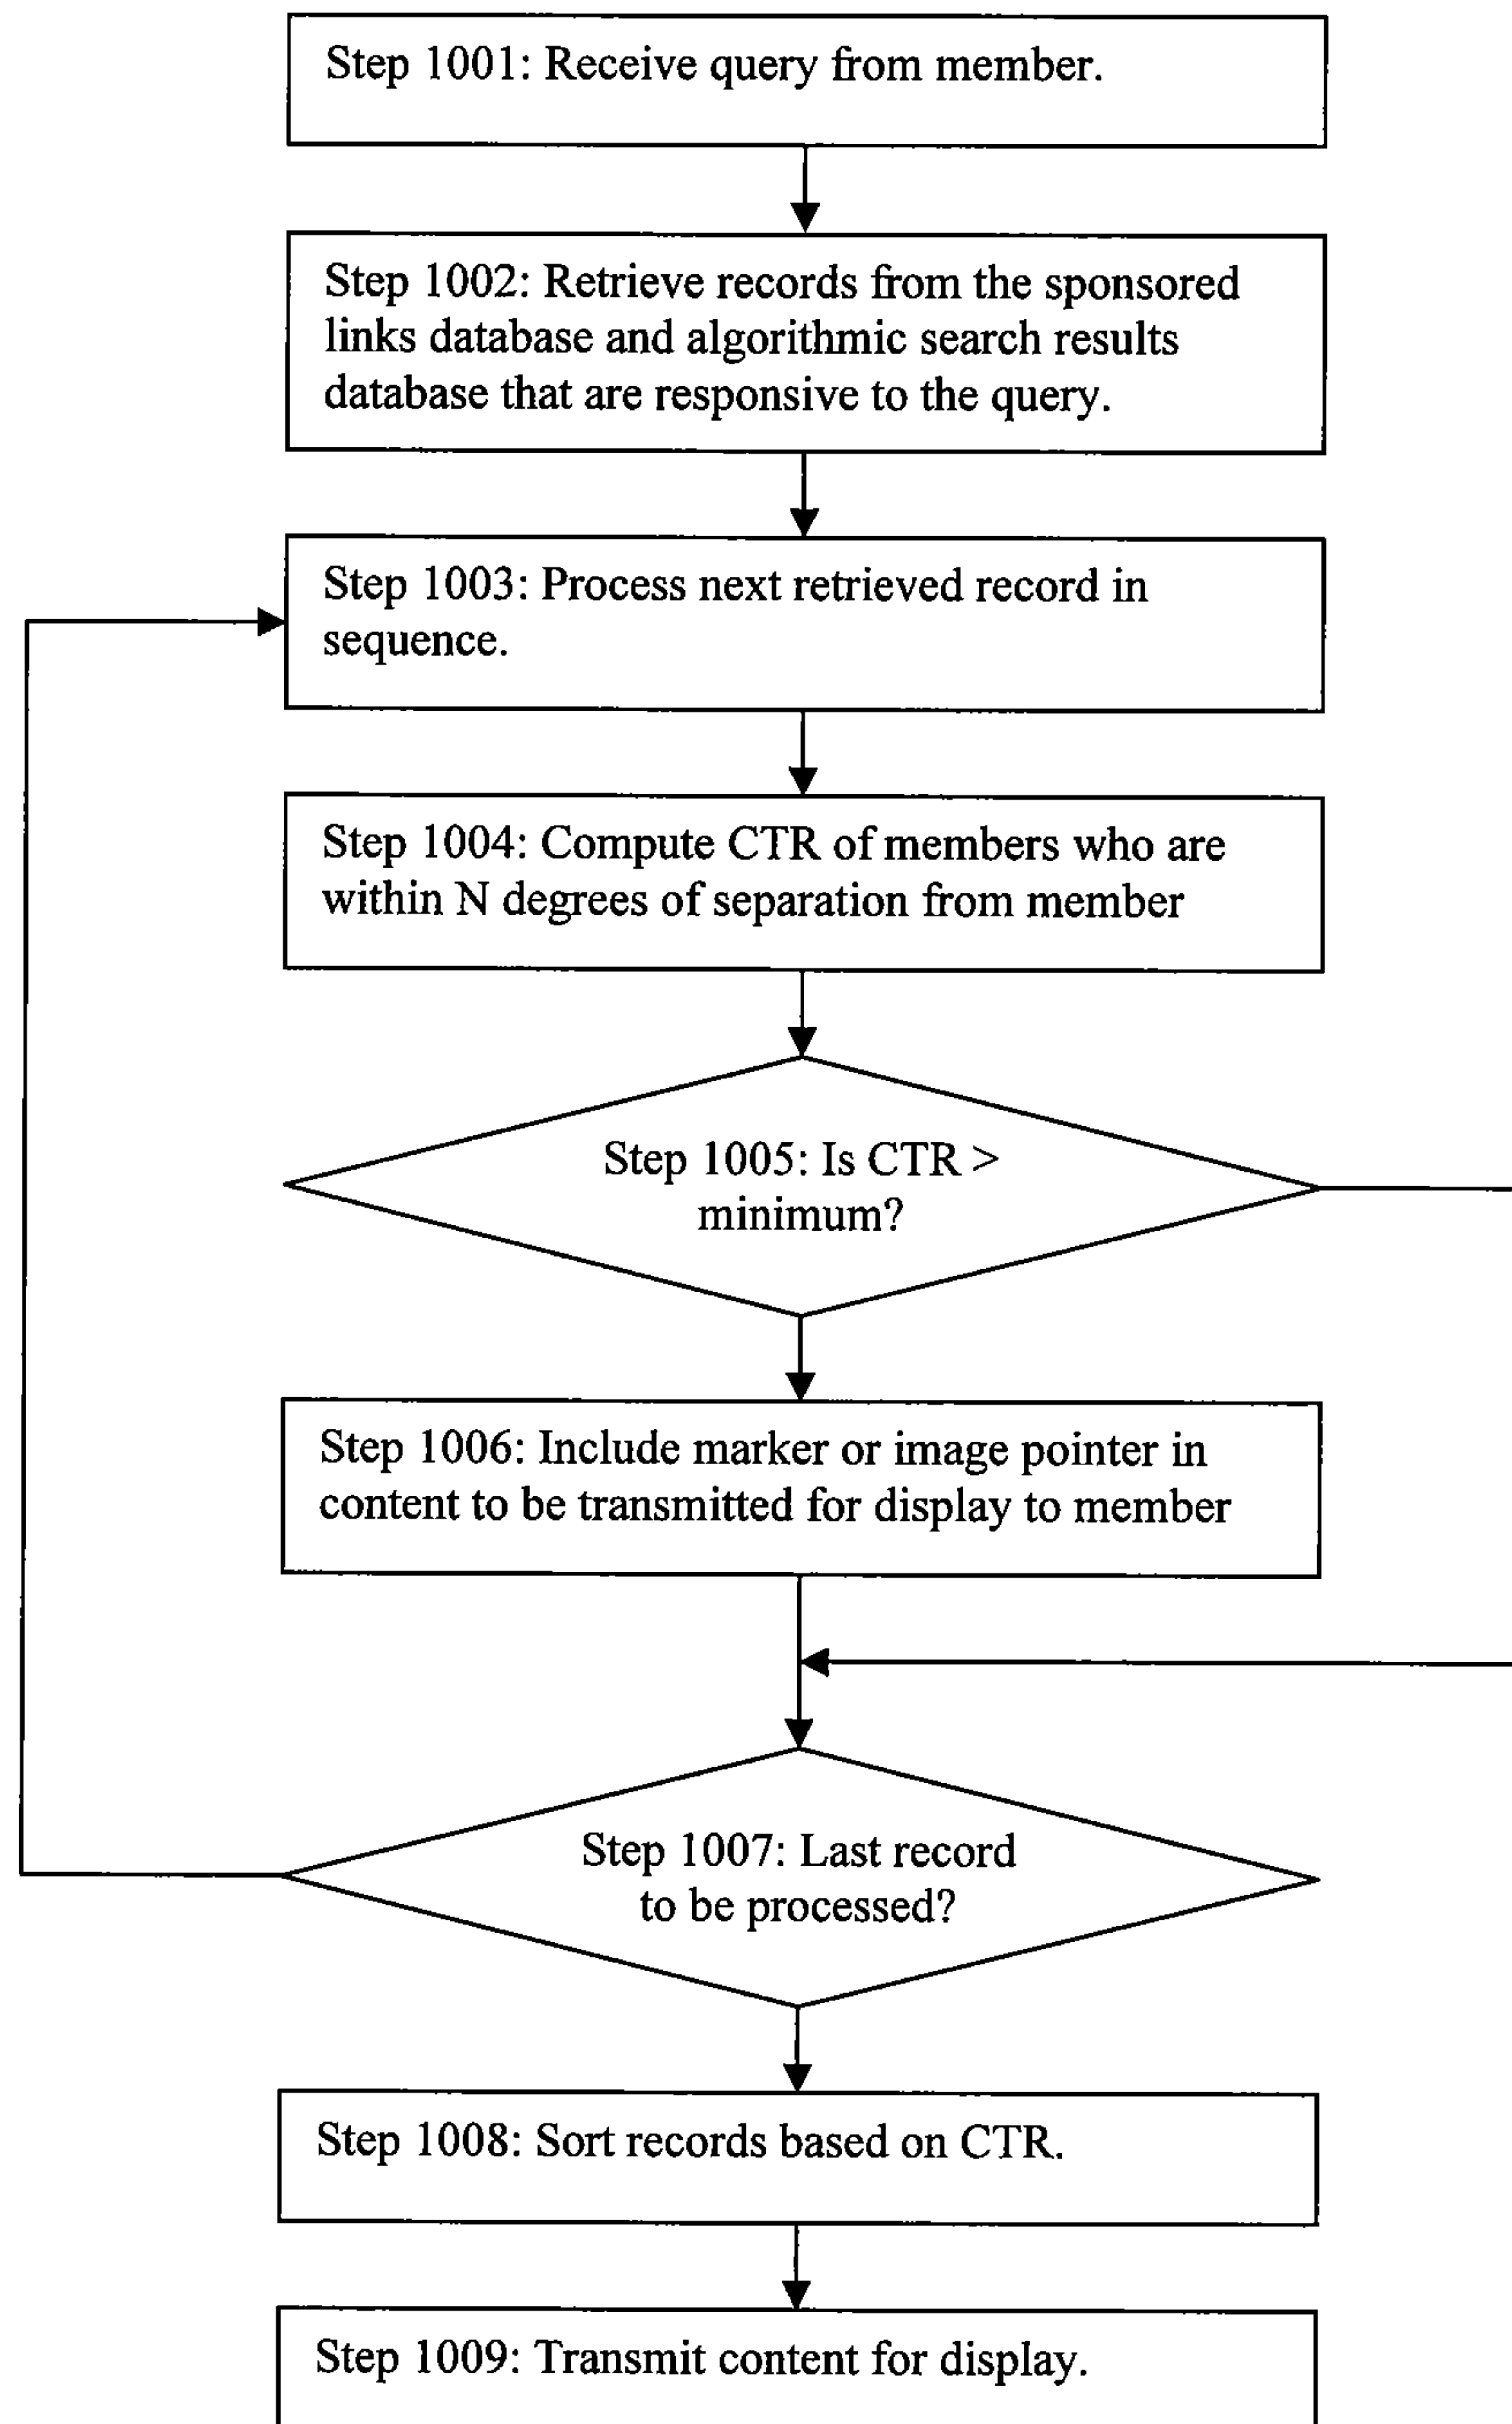 Step 1001: Receive query from member.
Step 1002: Retrieve records from the sponsored
links database and algorithmic search results
database that are responsive to the query.
Step 1003: Process next retrieved record in
sequence.
Step 1004: Compute CTR of members who are
within N degrees of separation from member
Step 1005: Is CTR >
minimum?
Step 1006: Include marker or image pointer in
content to be transmitted for display to member
Step 1007: Last record
to be processed?
Step 1008: Sort records based on CTR.
Step 1009: Transmit content for display.